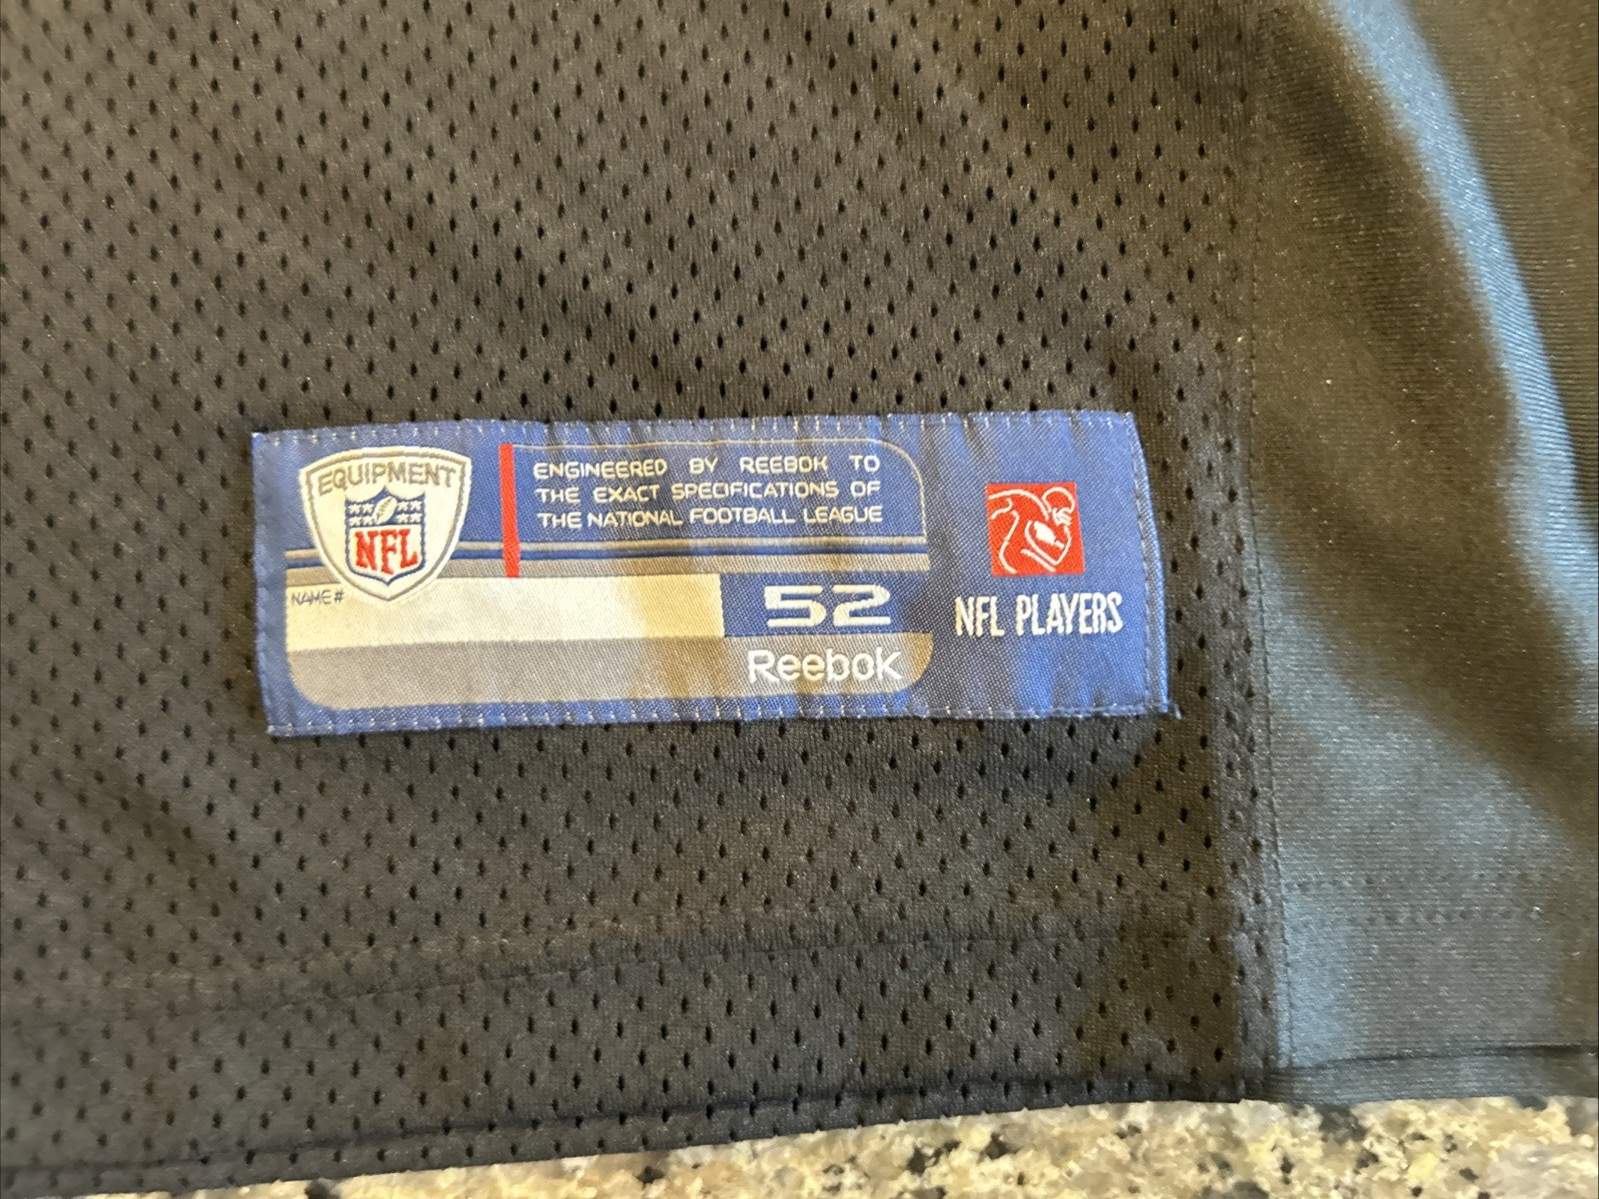 EQUIPMENT
NFL
ENGINEERED BY REEBOK TO
THE EXACT SPECIFICATIONS OF
THE NATIONAL FOOTBALL LEAGUE
NAME #
52
Reebok
NFL PLAYERS